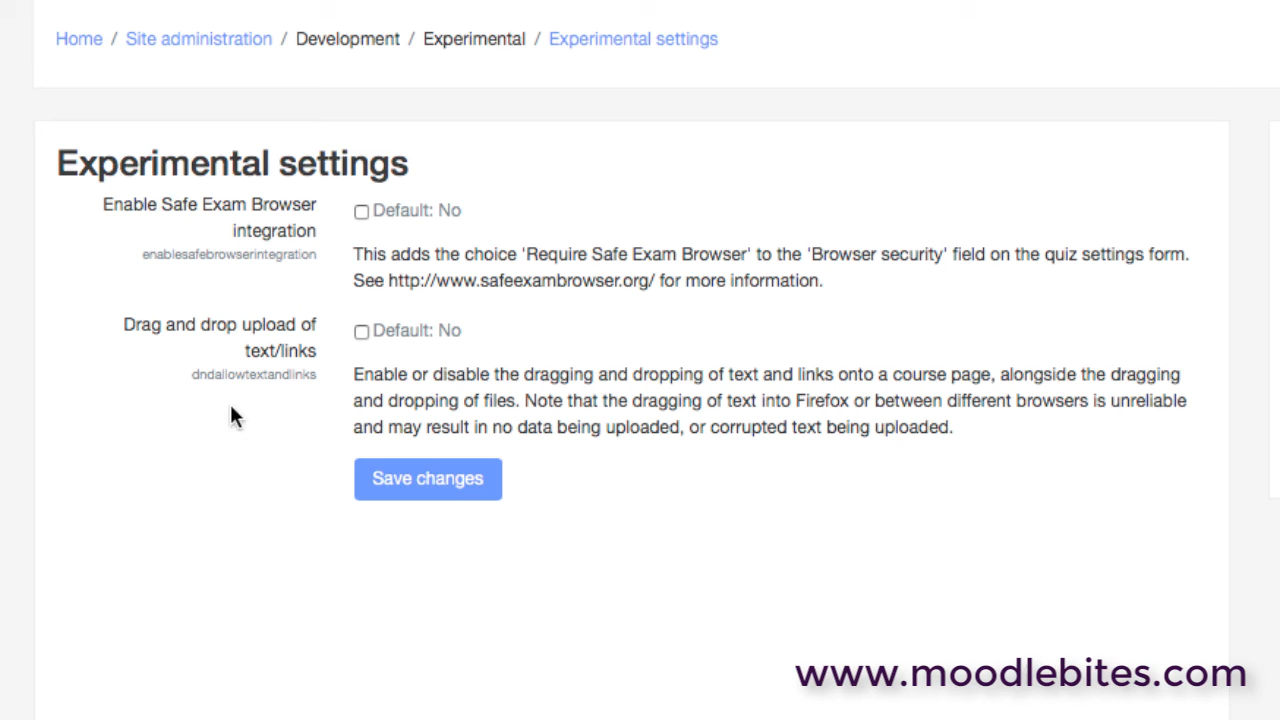 Home / Site administration / Development / Experimental / Experimental settings
Experimental settings
Enable Safe Exam Browser
integration
enablesafebrowserintegration
Default: No
This adds the choice 'Require Safe Exam Browser' to the 'Browser security' field on the quiz settings form.
See http://www.safeexambrowser.org/ for more information.
Drag and drop upload of
text/links
dndallowtextandlinks
Default: No
Enable or disable the dragging and dropping of text and links onto a course page, alongside the dragging
and dropping of files. Note that the dragging of text into Firefox or between different browsers is unreliable
and may result in no data being uploaded, or corrupted text being uploaded.
Save changes
www.moodlebites.com